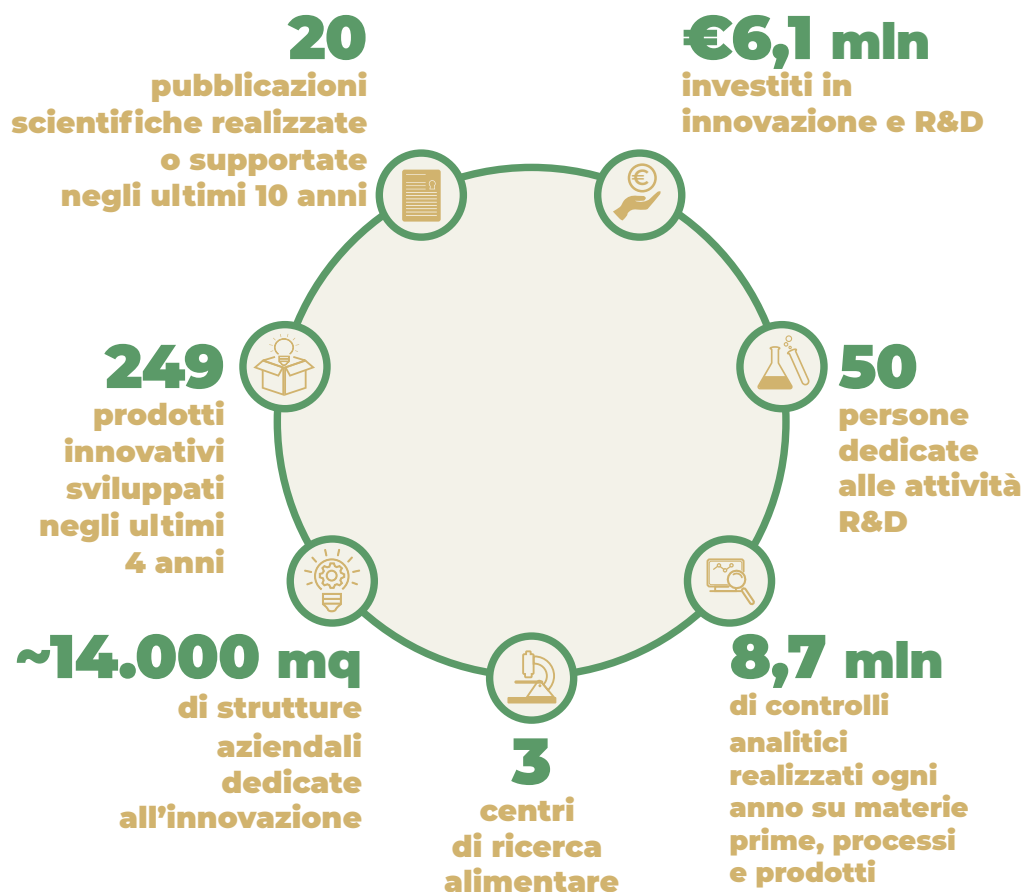 20
pubblicazioni
scientifiche realizzate
o supportate
negli ultimi 10 anni
€6,1 mln
investiti in
innovazione e R&D
249
prodotti
innovativi
sviluppati
negli ultimi
4 anni
50
persone
dedicate
alle attività
R&D
~14.000 mq
di strutture
aziendali
dedicate
all’innovazione
3
centri
di ricerca
alimentare
8,7 mln
di controlli
analitici
realizzati ogni
anno su materie
prime, processi
e prodotti